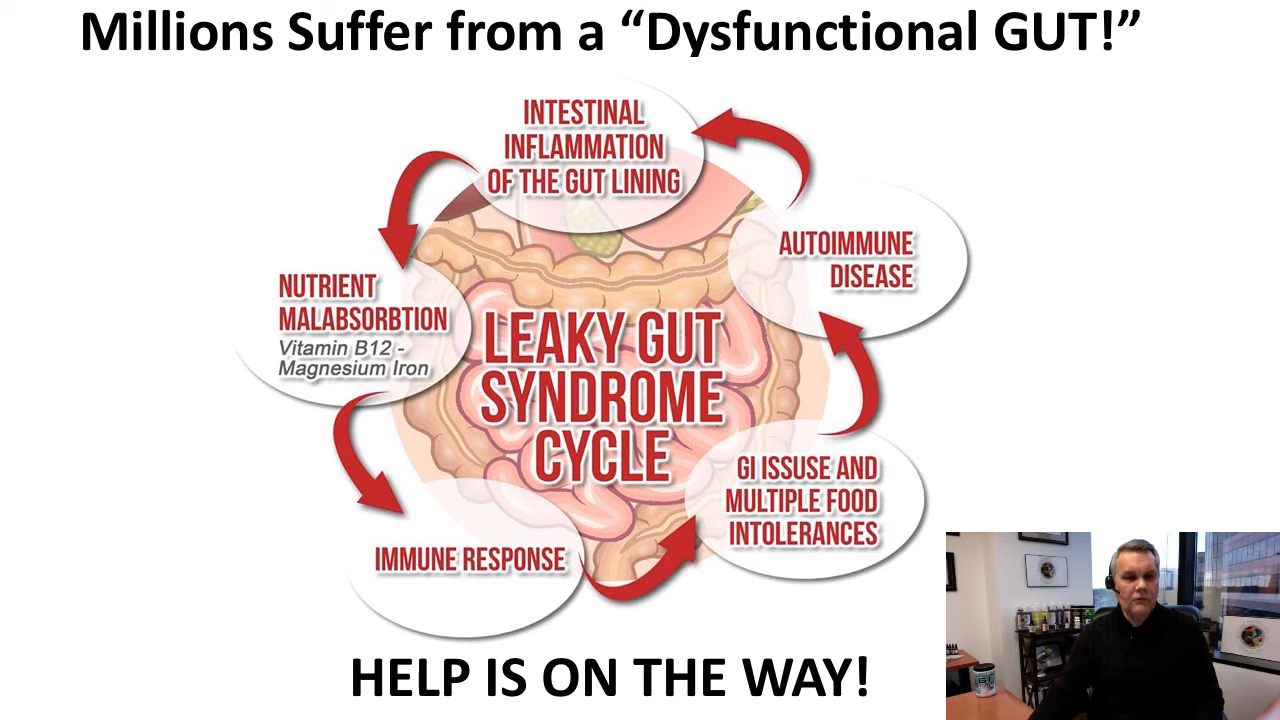 Millions Suffer from a “Dysfunctional GUT!”
INTESTINAL
INFLAMMATION
OF THE GUT LINING
AUTOIMMUNE
DISEASE
NUTRIENT
MALABSORBTION
Vitamin B12 -
Magnesium Iron
LEAKY GUT
SYNDROME
CYCLE
GI ISSUSE AND
MULTIPLE FOOD
INTOLERANCES
IMMUNE RESPONSE
HELP IS ON THE WAY!